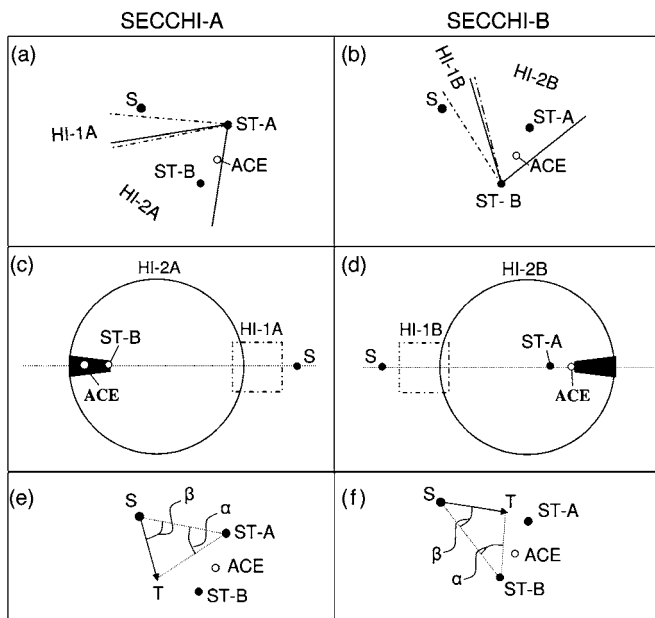 SECCHI-A
SECCHI-B
(a)
S
HI-1A
ST-A
ACE
ST-B
HI-2A
(b)
S
HI-1B
HI-2B
ST-A
ACE
ST- B
(c)
HI-2A
HI-1A
ST-B
ACE
S
(d)
HI-2B
HI-1B
ST-A
S
ACE
(e)
S
β
α
ST-A
T
ACE
ST-B
(f)
S
T
ST-A
β
ACE
α
ST-B